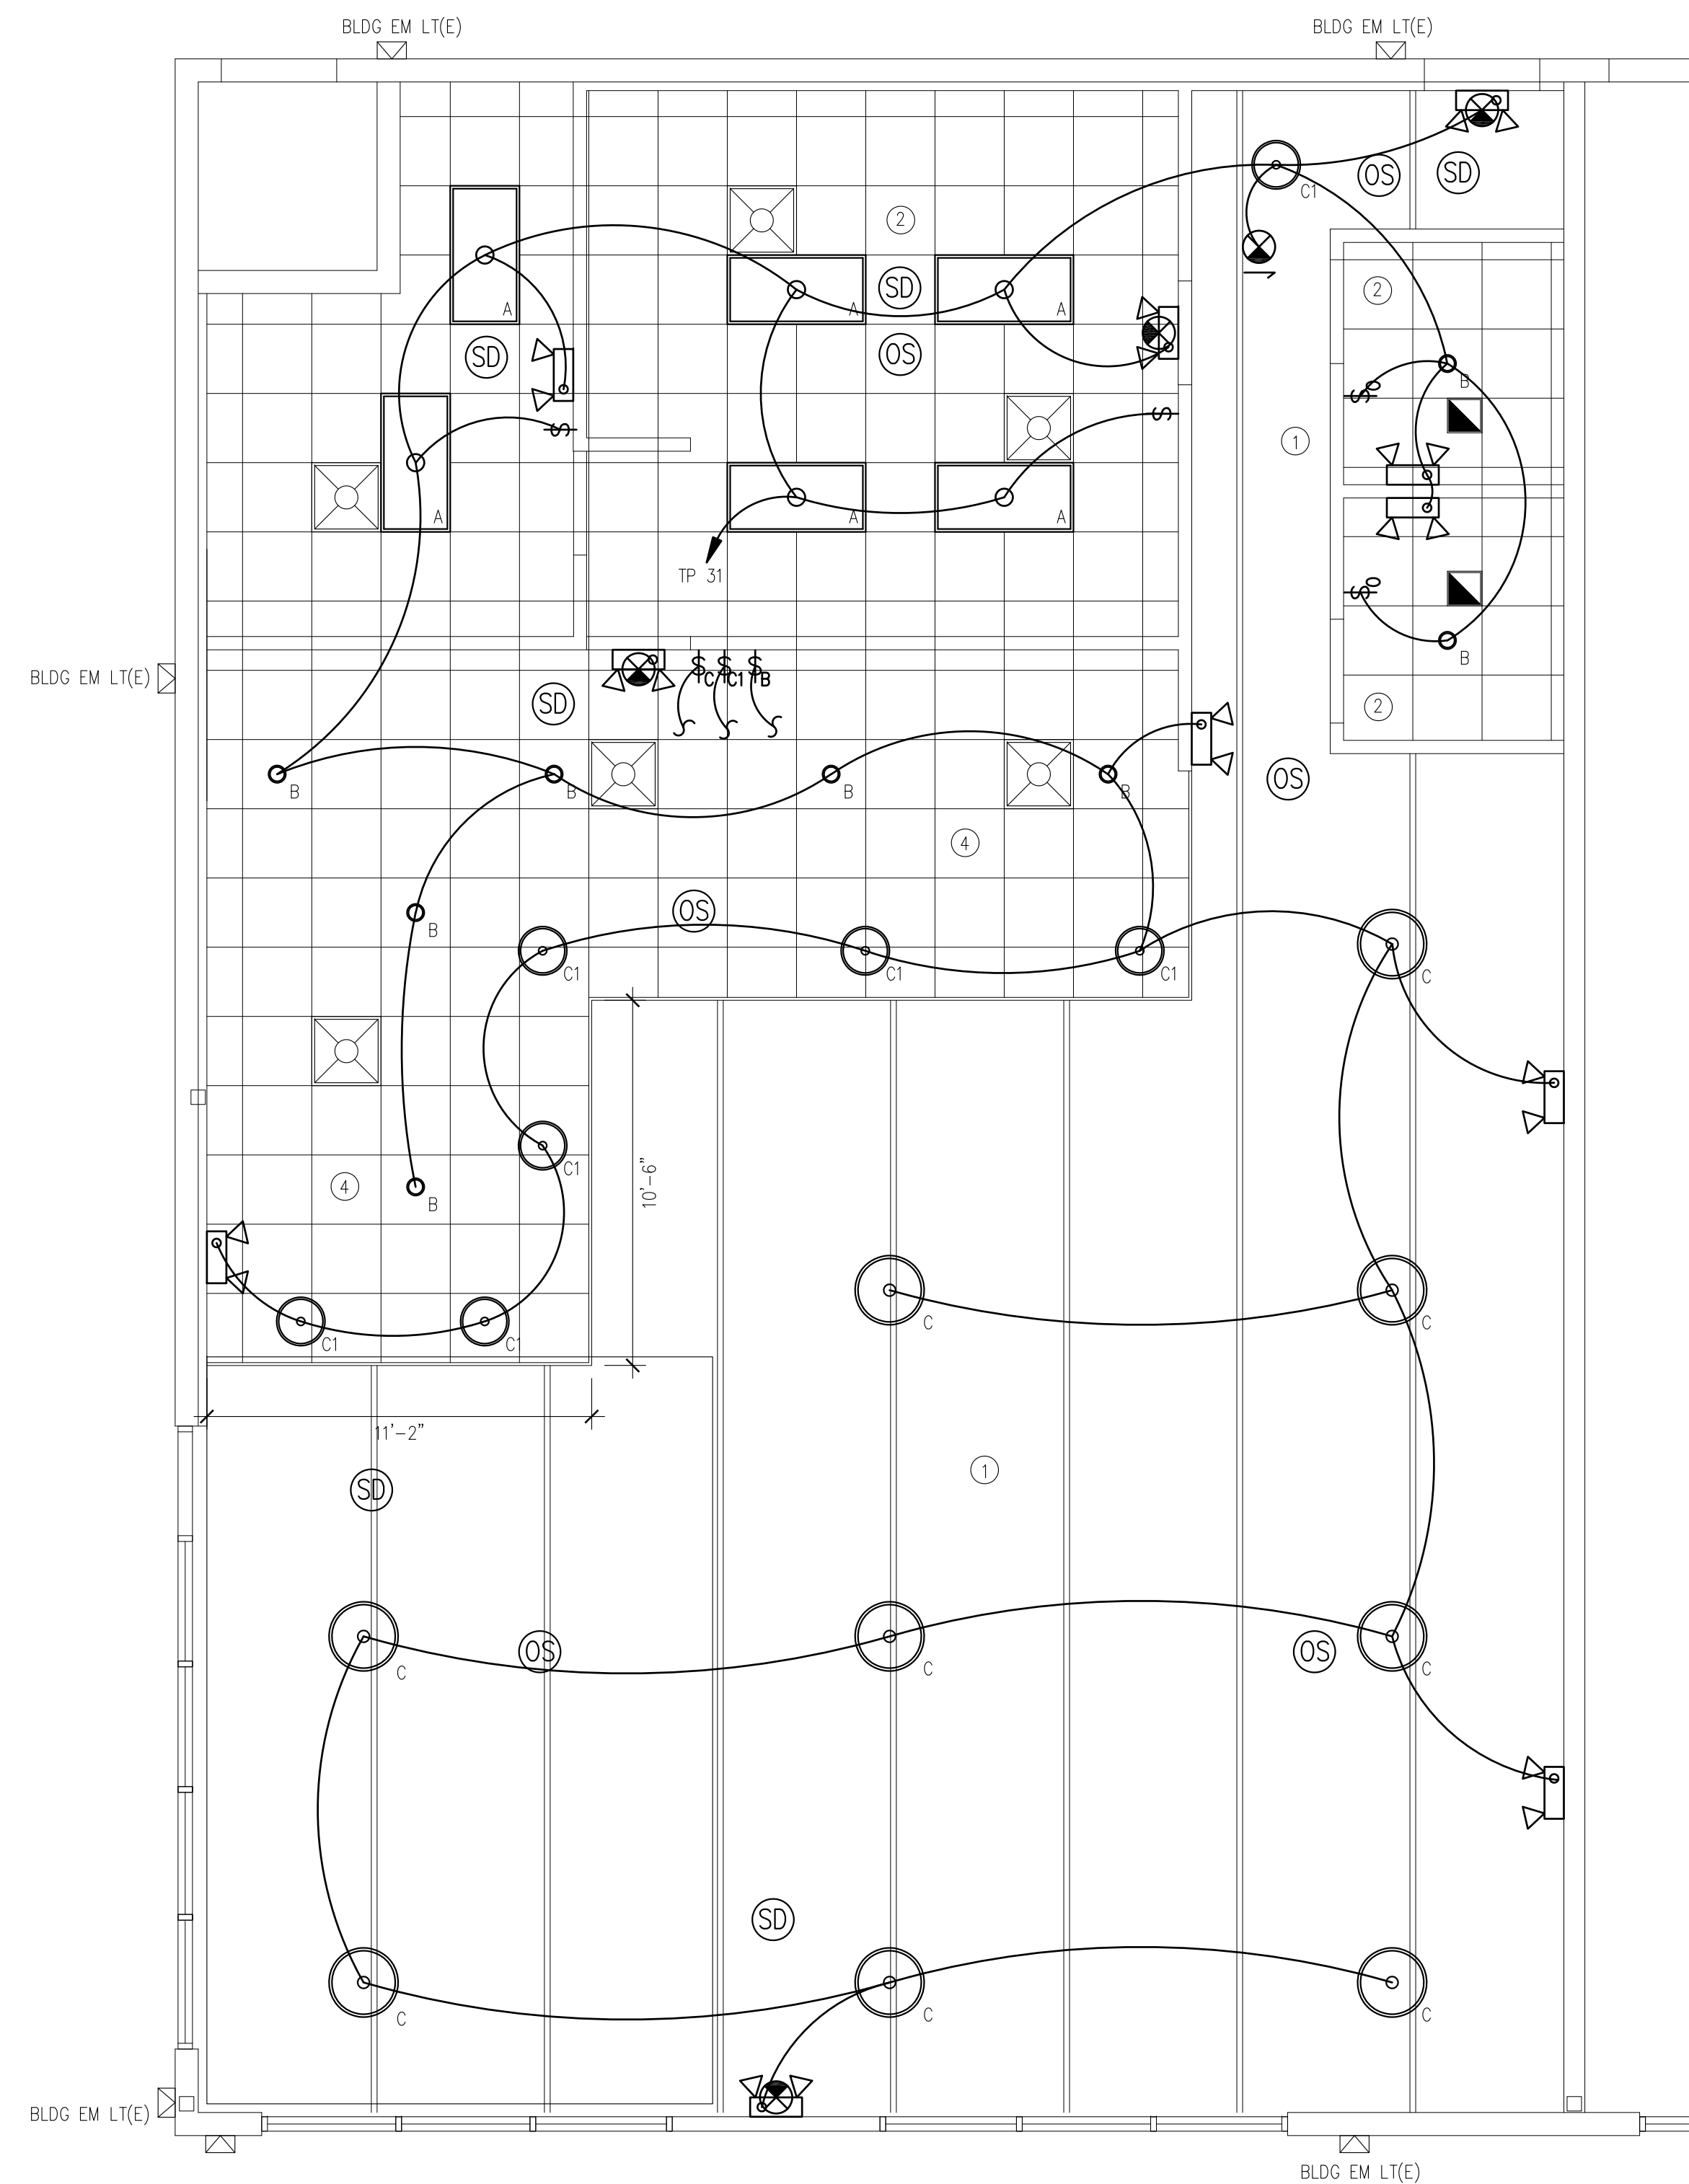 BLDG EM LT(E)
BLDG EM LT(E)
C1
OS
SD
2
A
SD
A
A
2
SD
OS
B
$O
$
$
1
A
A
A
TP 31
$O
B
BLDG EM LT(E)
$C
$C1
$B
SD
2
OS
B
B
B
B
4
OS
B
C1
C1
C1
C
10'-6"
C1
4
B
C1
C1
C
C
11'-2"
SD
1
OS
OS
C
C
C
SD
C
C
C
BLDG EM LT(E)
BLDG EM LT(E)